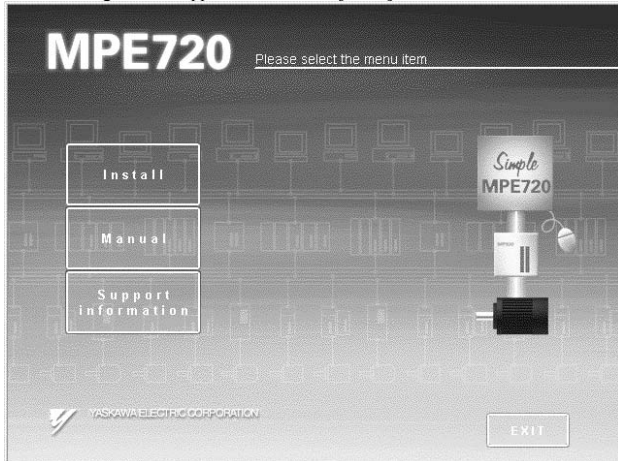 MPE720
Please select the menu item
Simple
MPE720
Install
Manual
Support
information
YASKAWA ELECTRIC CORPORATION
EXIT